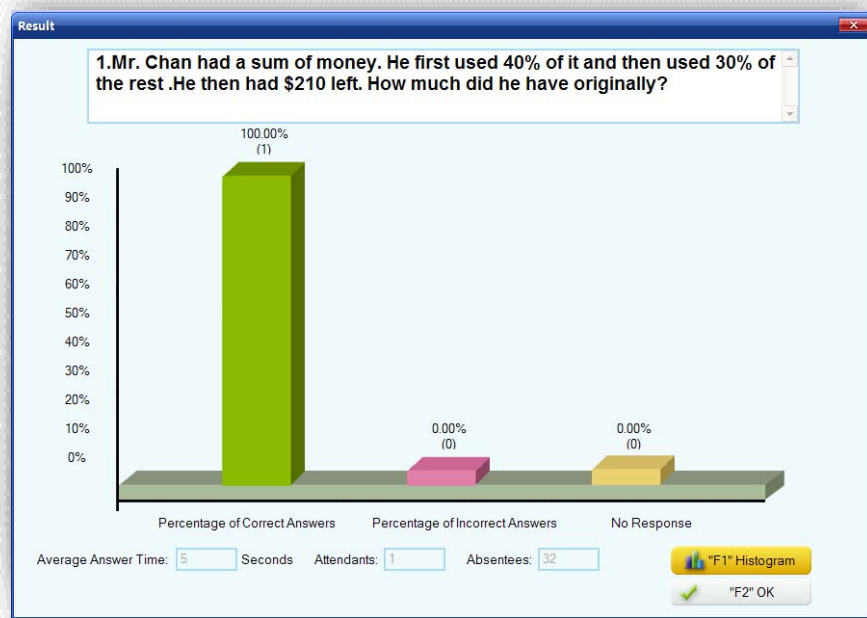 Result
1.Mr. Chan had a sum of money. He first used 40% of it and then used 30% of
the rest .He then had $210 left. How much did he have originally?
100.00%
(1)
100%
90%
80%
70%
60%
50%
40%
30%
20%
10%
0%
0.00%
(0)
0.00%
(0)
Percentage of Correct Answers
Percentage of Incorrect Answers
No Response
Average Answer Time: 5 Seconds Attendants: 1 Absentees: 32
"F1" Histogram
"F2" OK